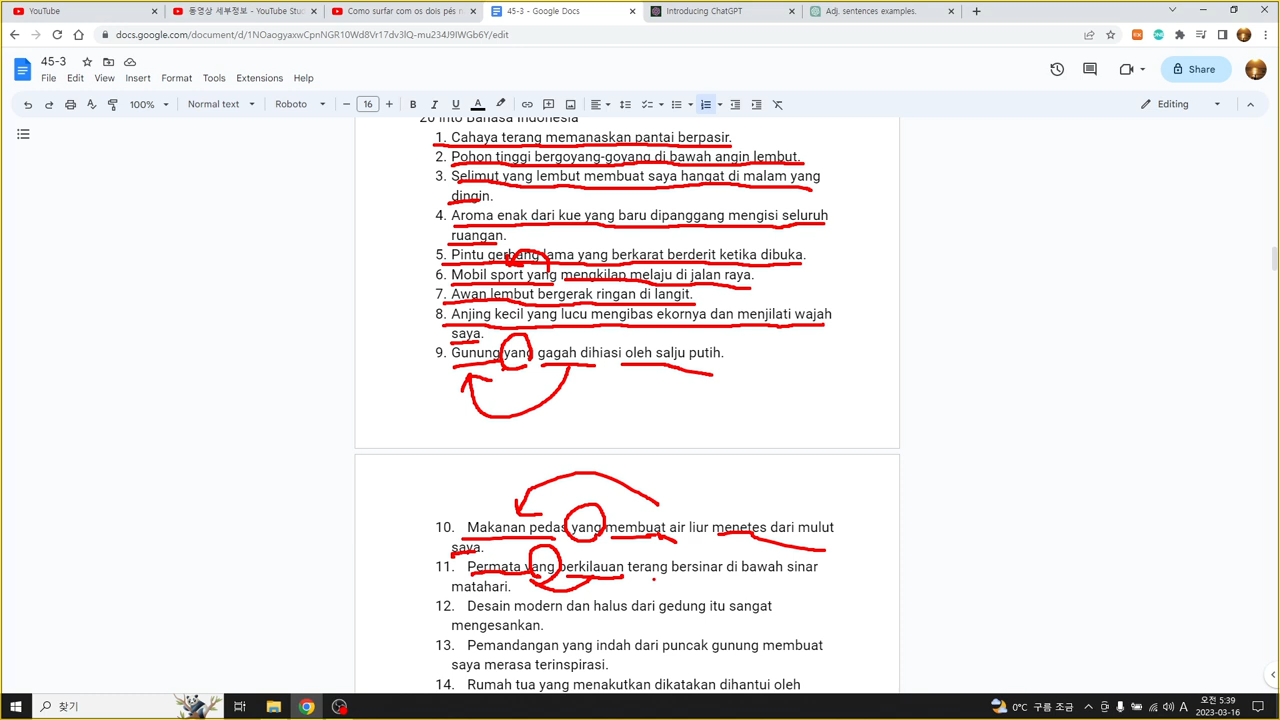 YouTube
동영상 세부정보 - YouTube Stu
Como surfar com os dois pés n
45-3 - Google Docs
Introducing ChatGPT
Adj. sentences examples.
docs.google.com/document/d/1NOaogyaxwCpnNGR10Wd8Vr17dv3lQ-mu234J9IWGb6Y/edit
45-3
File Edit View Insert Format Tools Extensions Help
Share
100% Normal text Roboto 16 Editing
20 into Bahasa Indonesia
1. Cahaya terang memanaskan pantai berpasir.
2. Pohon tinggi bergoyang-goyang di bawah angin lembut.
3. Selimut yang lembut membuat saya hangat di malam yang
dingin.
4. Aroma enak dari kue yang baru dipanggang mengisi seluruh
ruangan.
5. Pintu gerbang lama yang berkarat berderit ketika dibuka.
6. Mobil sport yang mengkilap melaju di jalan raya.
7. Awan lembut bergerak ringan di langit.
8. Anjing kecil yang lucu mengibas ekornya dan menjilati wajah
saya.
9. Gunung yang gagah dihiasi oleh salju putih.
10. Makanan pedas yang membuat air liur menetes dari mulut
saya.
11. Permata yang berkilauan terang bersinar di bawah sinar
matahari.
12. Desain modern dan halus dari gedung itu sangat
mengesankan.
13. Pemandangan yang indah dari puncak gunung membuat
saya merasa terinspirasi.
14. Rumah tua yang menakutkan dikatakan dihantui oleh
찾기
0°C 구름 조금
A
오전 5:39
2023-03-16